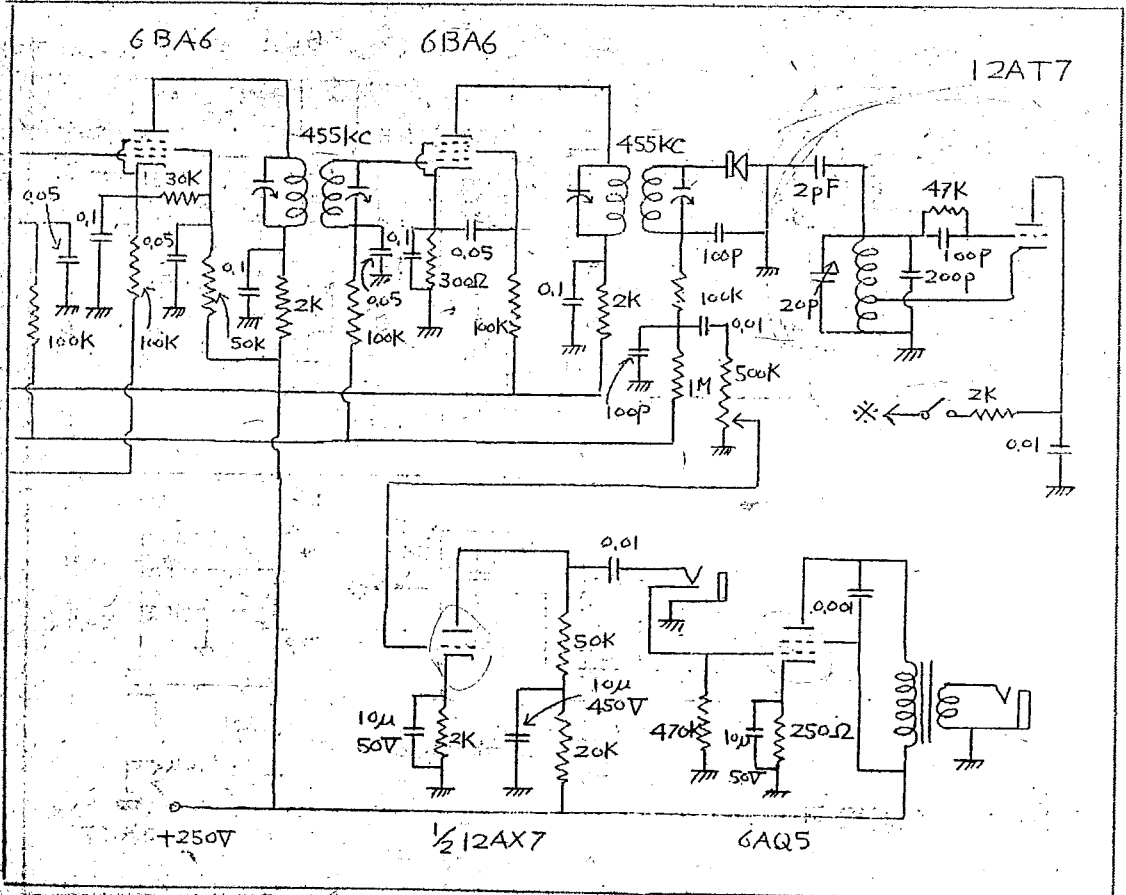 6BA6
6BA6
12AT7
455KC
455KC
30K
0.05
0.1
0.05
0.1
2K
100K
100K
50K
0.05
100K
0.1
300Ω
0.05
100K
0.1
2K
100P
100K
0.01
1M
500K
100P
2pF
47K
100P
200P
20P
※
2K
0.01
0.01
50K
10μ
450V
20K
10μ
50V
2K
470K
10μ
50V
250Ω
0.001
+250V
1/2 12AX7
6AQ5